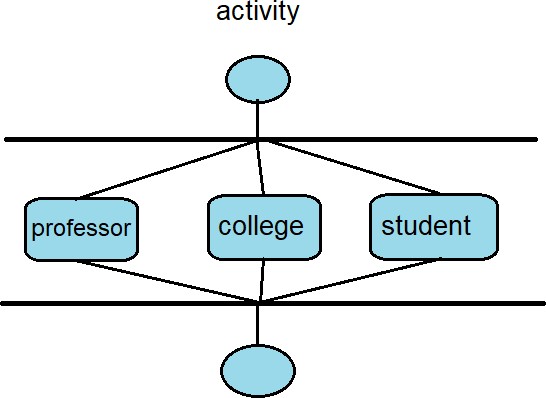 activity
professor
college
student